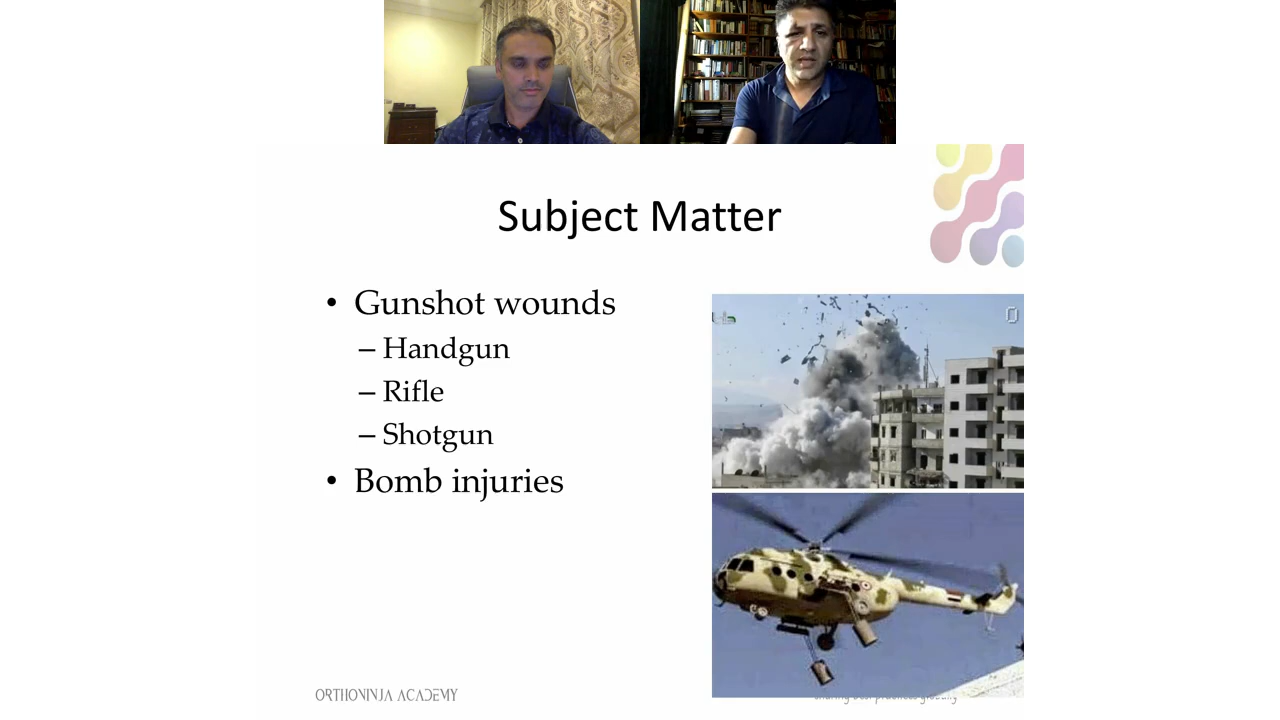 Subject Matter
• Gunshot wounds
– Handgun
– Rifle
– Shotgun
• Bomb injuries
ORTHONINJA ACADEMY